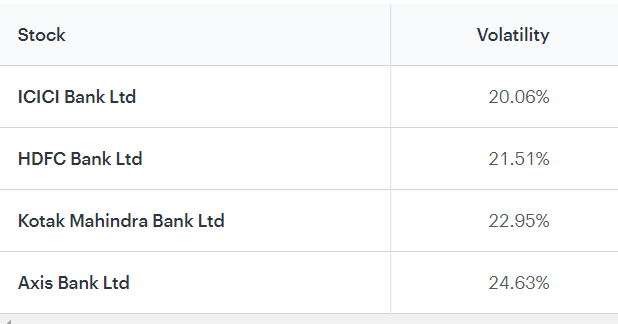 Stock Volatility
ICICI Bank Ltd 20.06%
HDFC Bank Ltd 21.51%
Kotak Mahindra Bank Ltd 22.95%
Axis Bank Ltd 24.63%